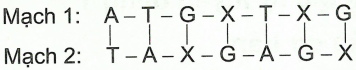 Mạch 1: A – T – G – X – T – X – G
Mạch 2: T – A – X – G – A – G – X